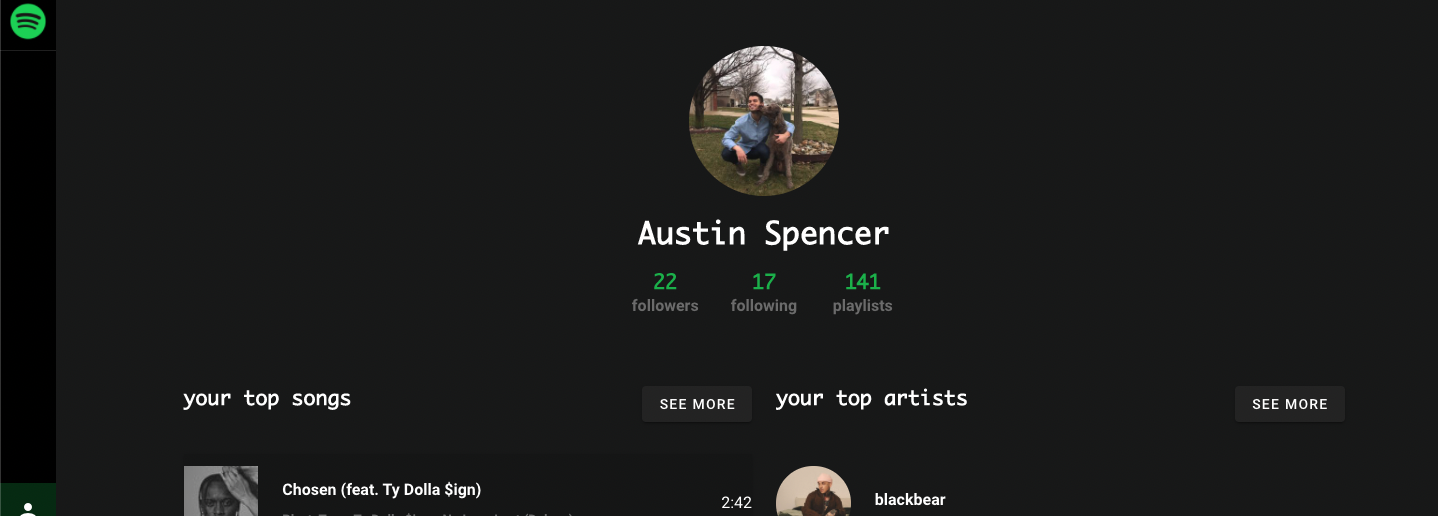 Austin Spencer
22 17 141
followers following playlists
your top songs
SEE MORE
your top artists
SEE MORE
Chosen (feat. Ty Dolla $ign)
2:42
blackbear